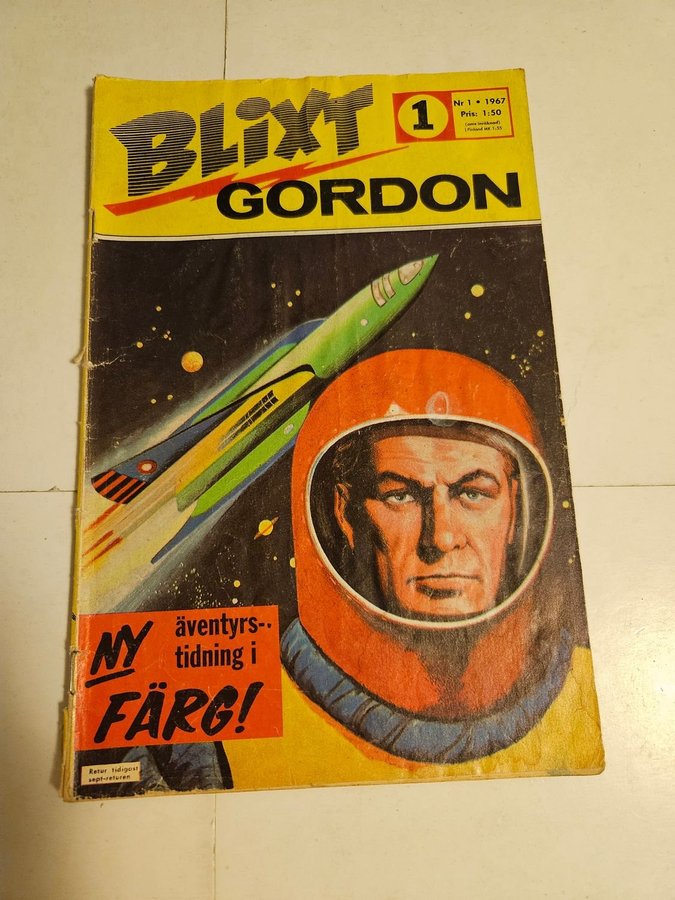 BLiXT
GORDON
1
Nr 1 • 1967
Pris: 1:50
(oms inräknad)
i Finland MK 1:55
NY
äventyrs-
tidning i
FÄRG!
Retur tidigast
sept-returen